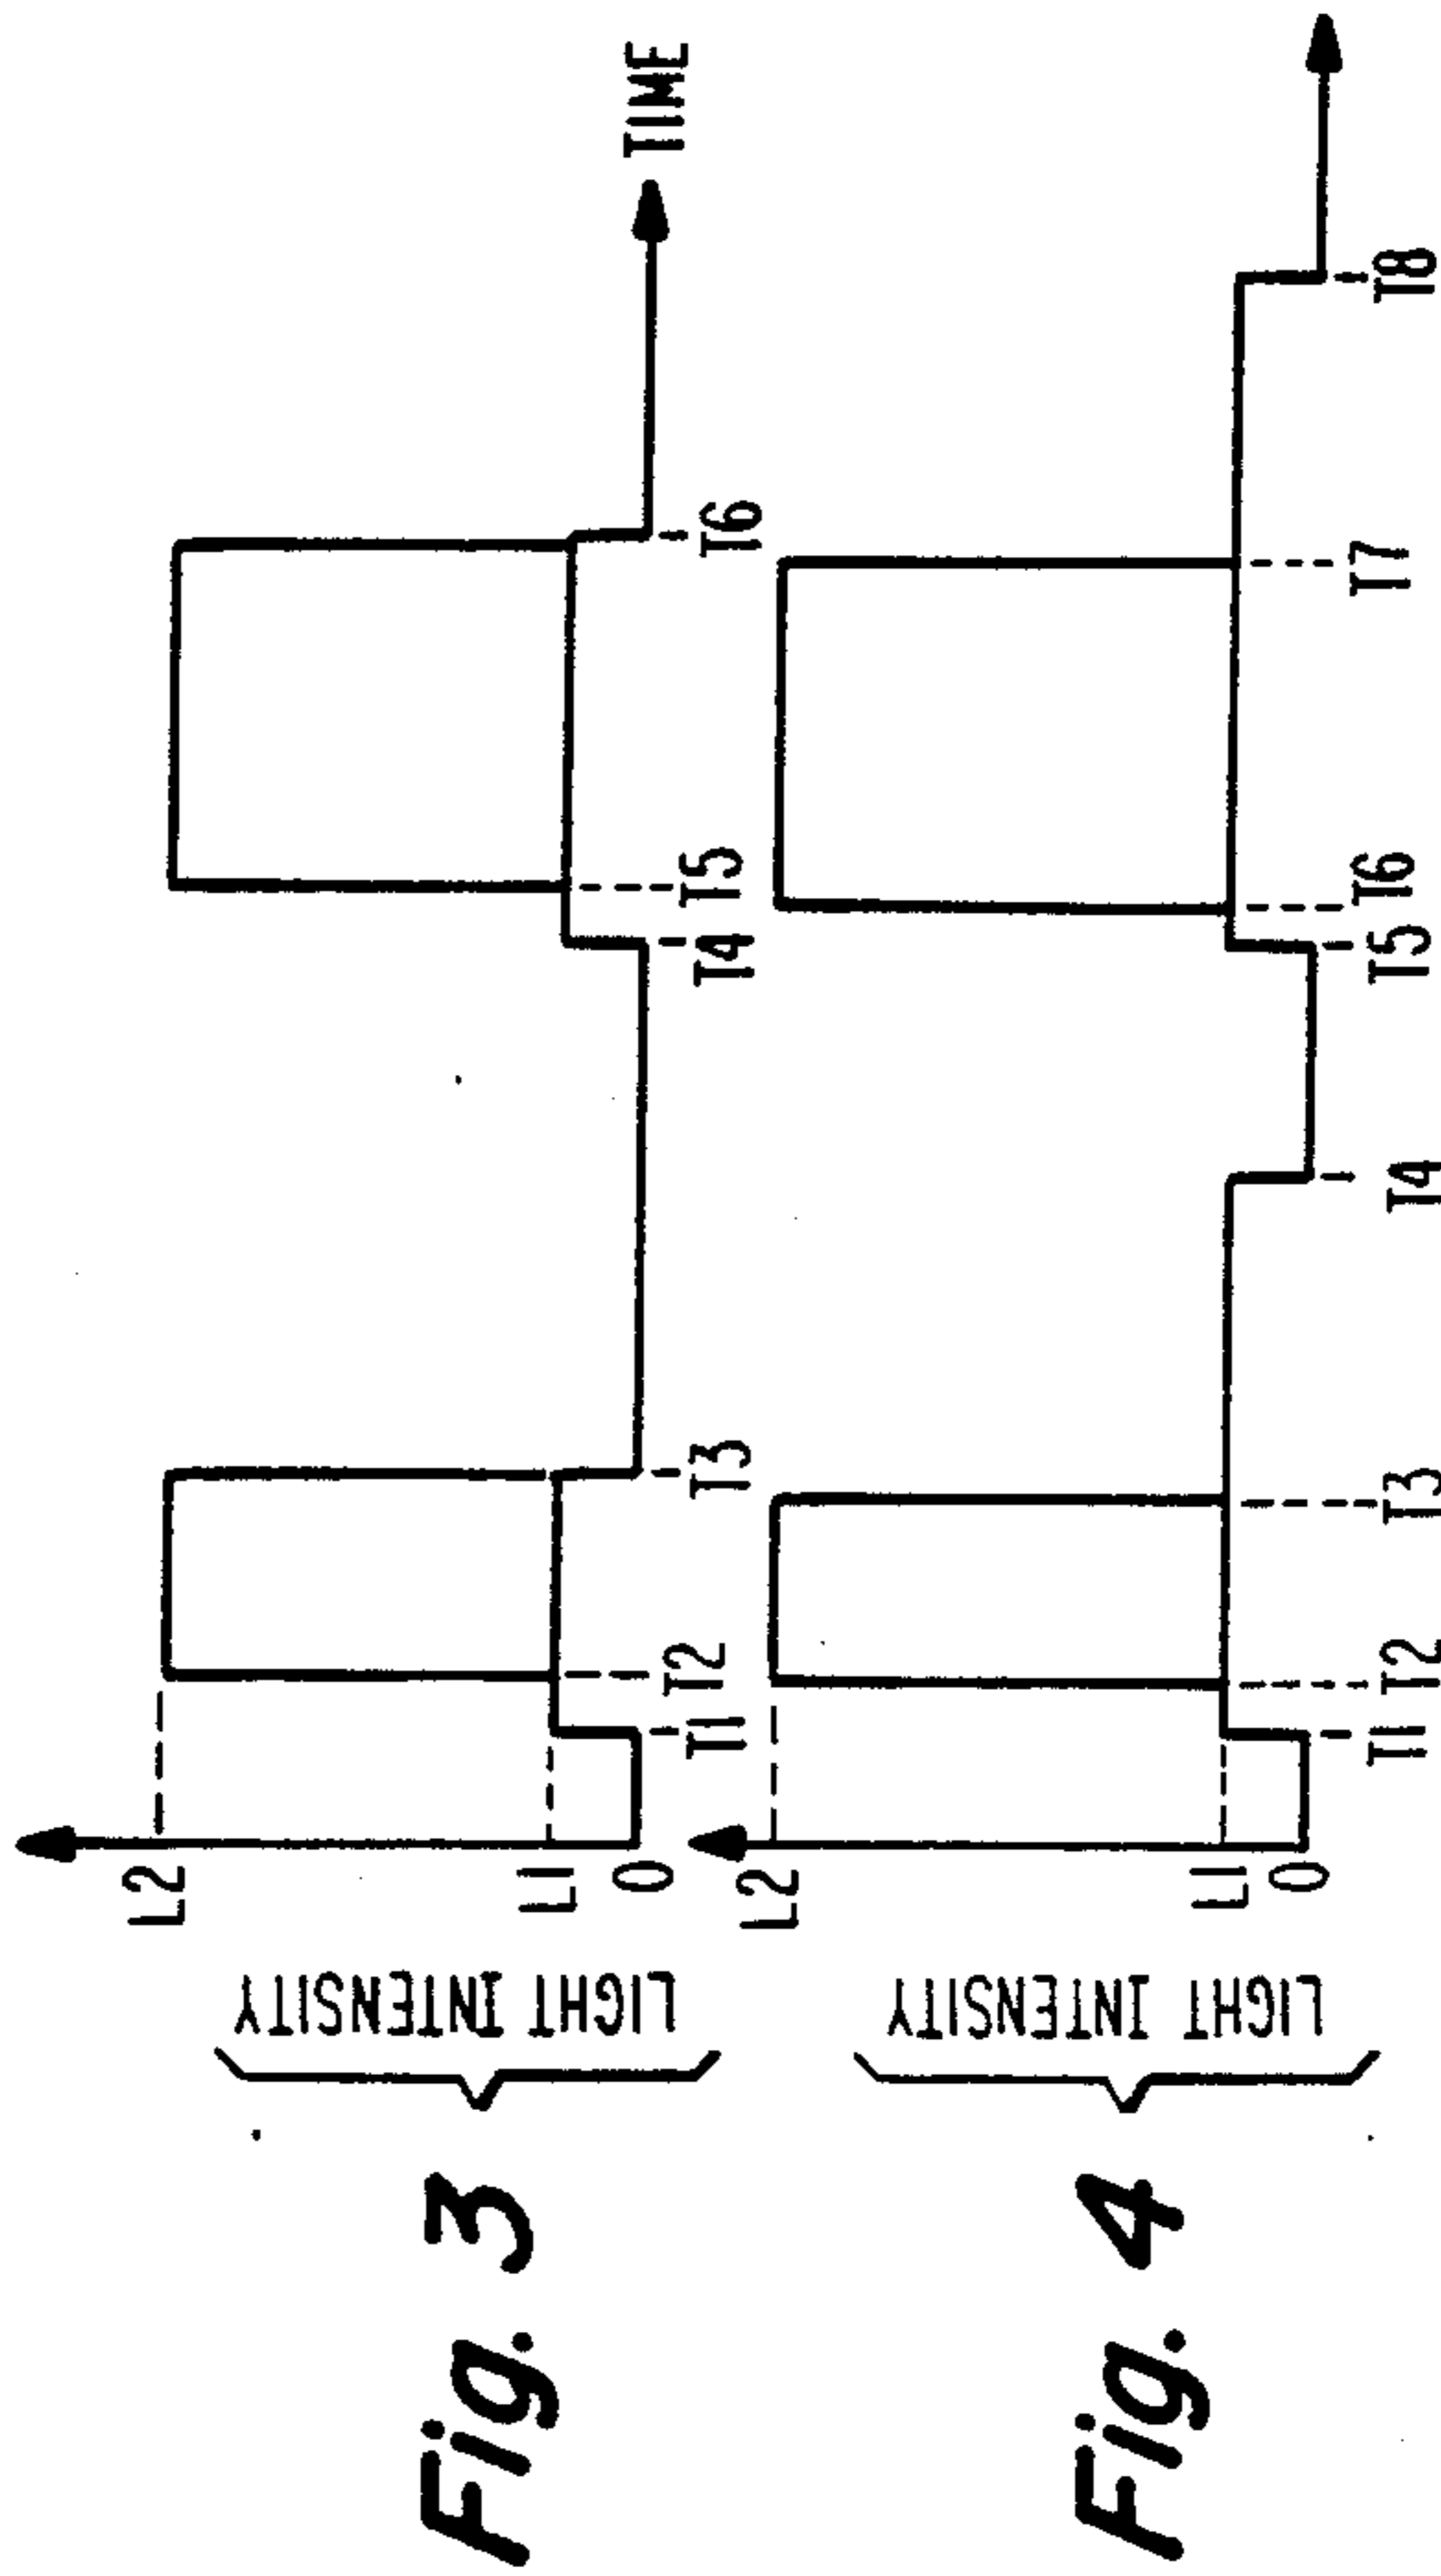 Fig. 3
LIGHT INTENSITY
L2
L1
0
T1
T2
T3
T4
T5
T6
TIME
Fig. 4
LIGHT INTENSITY
L2
L1
0
T1
T2
T3
T4
T5
T6
T7
T8